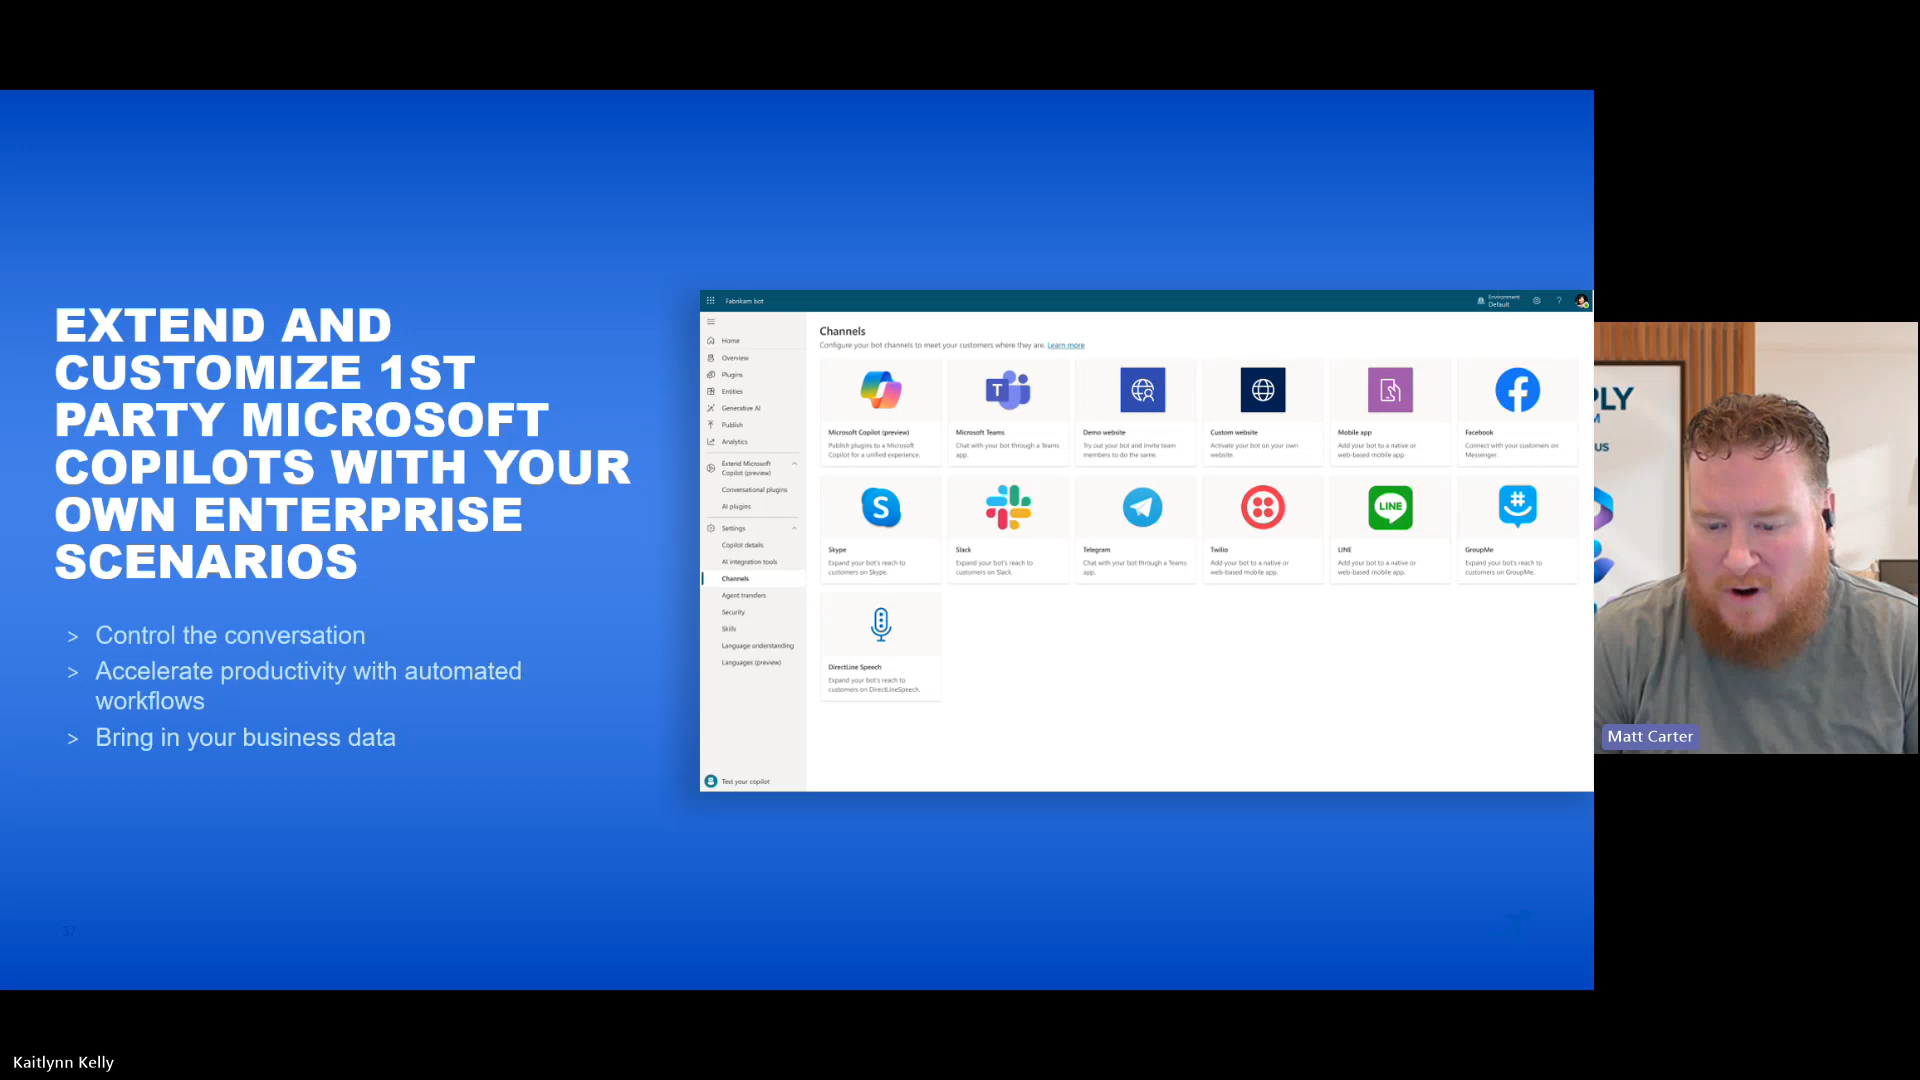 EXTEND AND
CUSTOMIZE 1ST
PARTY MICROSOFT
COPILOTS WITH YOUR
OWN ENTERPRISE
SCENARIOS
> Control the conversation
> Accelerate productivity with automated
workflows
> Bring in your business data
37
Fabrikam bot
Environment
Default
?
Home
Overview
Plugins
Entities
Generative AI
Publish
Analytics
Extend Microsoft
Copilot (preview)
Conversational plugins
AI plugins
Settings
Copilot details
AI integration tools
Channels
Agent transfers
Security
Skills
Language understanding
Languages (preview)
Test your copilot
Channels
Configure your bot channels to meet your customers where they are. Learn more
Microsoft Copilot (preview)
Publish plugins to a Microsoft
Copilot for a unified experience.
T
Microsoft Teams
Chat with your bot through a Teams
app.
Demo website
Try out your bot and invite team
members to do the same.
Custom website
Activate your bot on your own
website.
Mobile app
Add your bot to a native or
web-based mobile app.
Facebook
Connect with your customers on
Messenger.
S
Skype
Expand your bot's reach to
customers on Skype.
Slack
Expand your bot's reach to
customers on Slack.
Telegram
Chat with your bot through a Teams
app.
Twilio
Add your bot to a native or
web-based mobile app.
LINE
LINE
Add your bot to a native or
web-based mobile app.
#
GroupMe
Expand your bot's reach to
customers on GroupMe.
DirectLine Speech
Expand your bot's reach to
customers on DirectLineSpeech.
PLY
M
US
Matt Carter
Kaitlynn Kelly